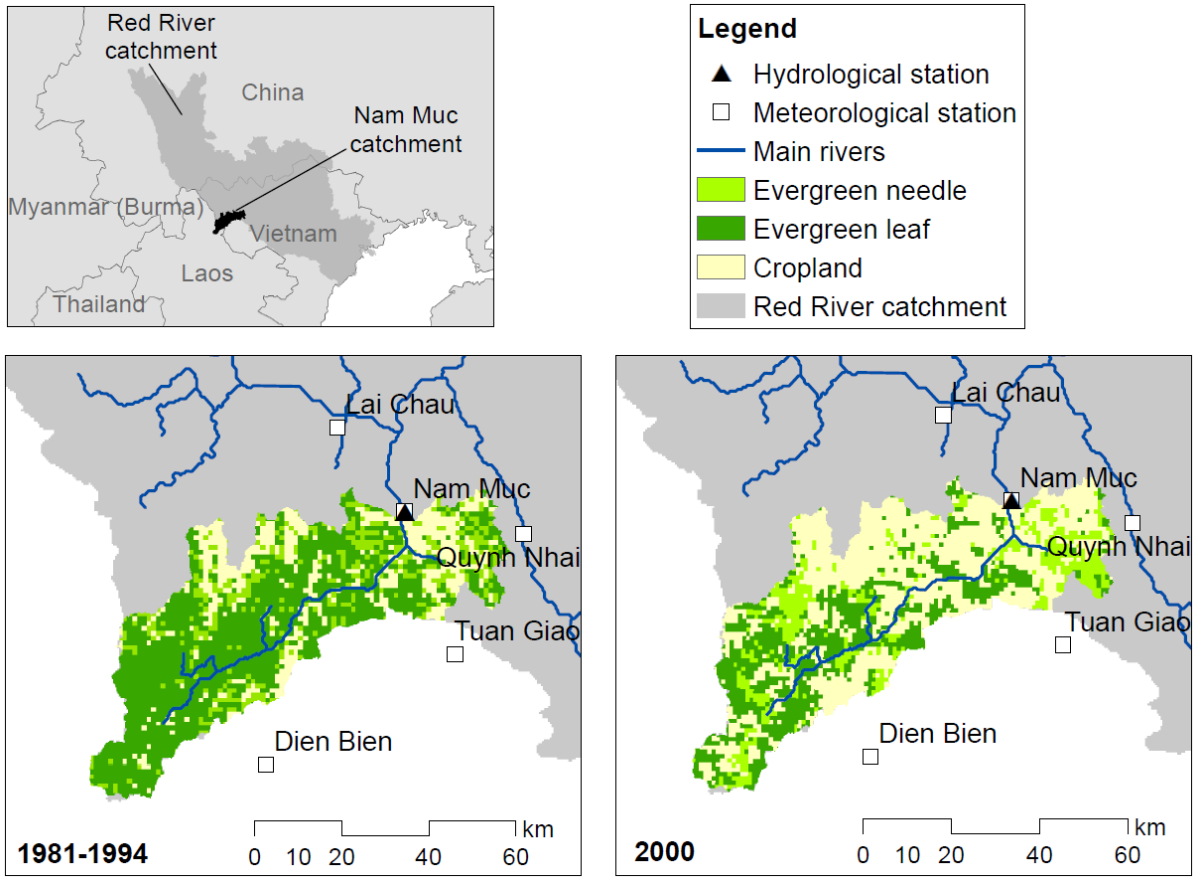 Red River
catchment
China
Nam Muc
catchment
Myanmar (Burma)
Vietnam
Laos
Thailand
Legend
Hydrological station
Meteorological station
Main rivers
Evergreen needle
Evergreen leaf
Cropland
Red River catchment
Lai Chau
Nam Muc
Quynh Nhai
Tuan Giao
Dien Bien
km
0 10 20 40 60
1981-1994
Lai Chau
Nam Muc
Quynh Nhai
Tuan Giao
Dien Bien
km
0 10 20 40 60
2000